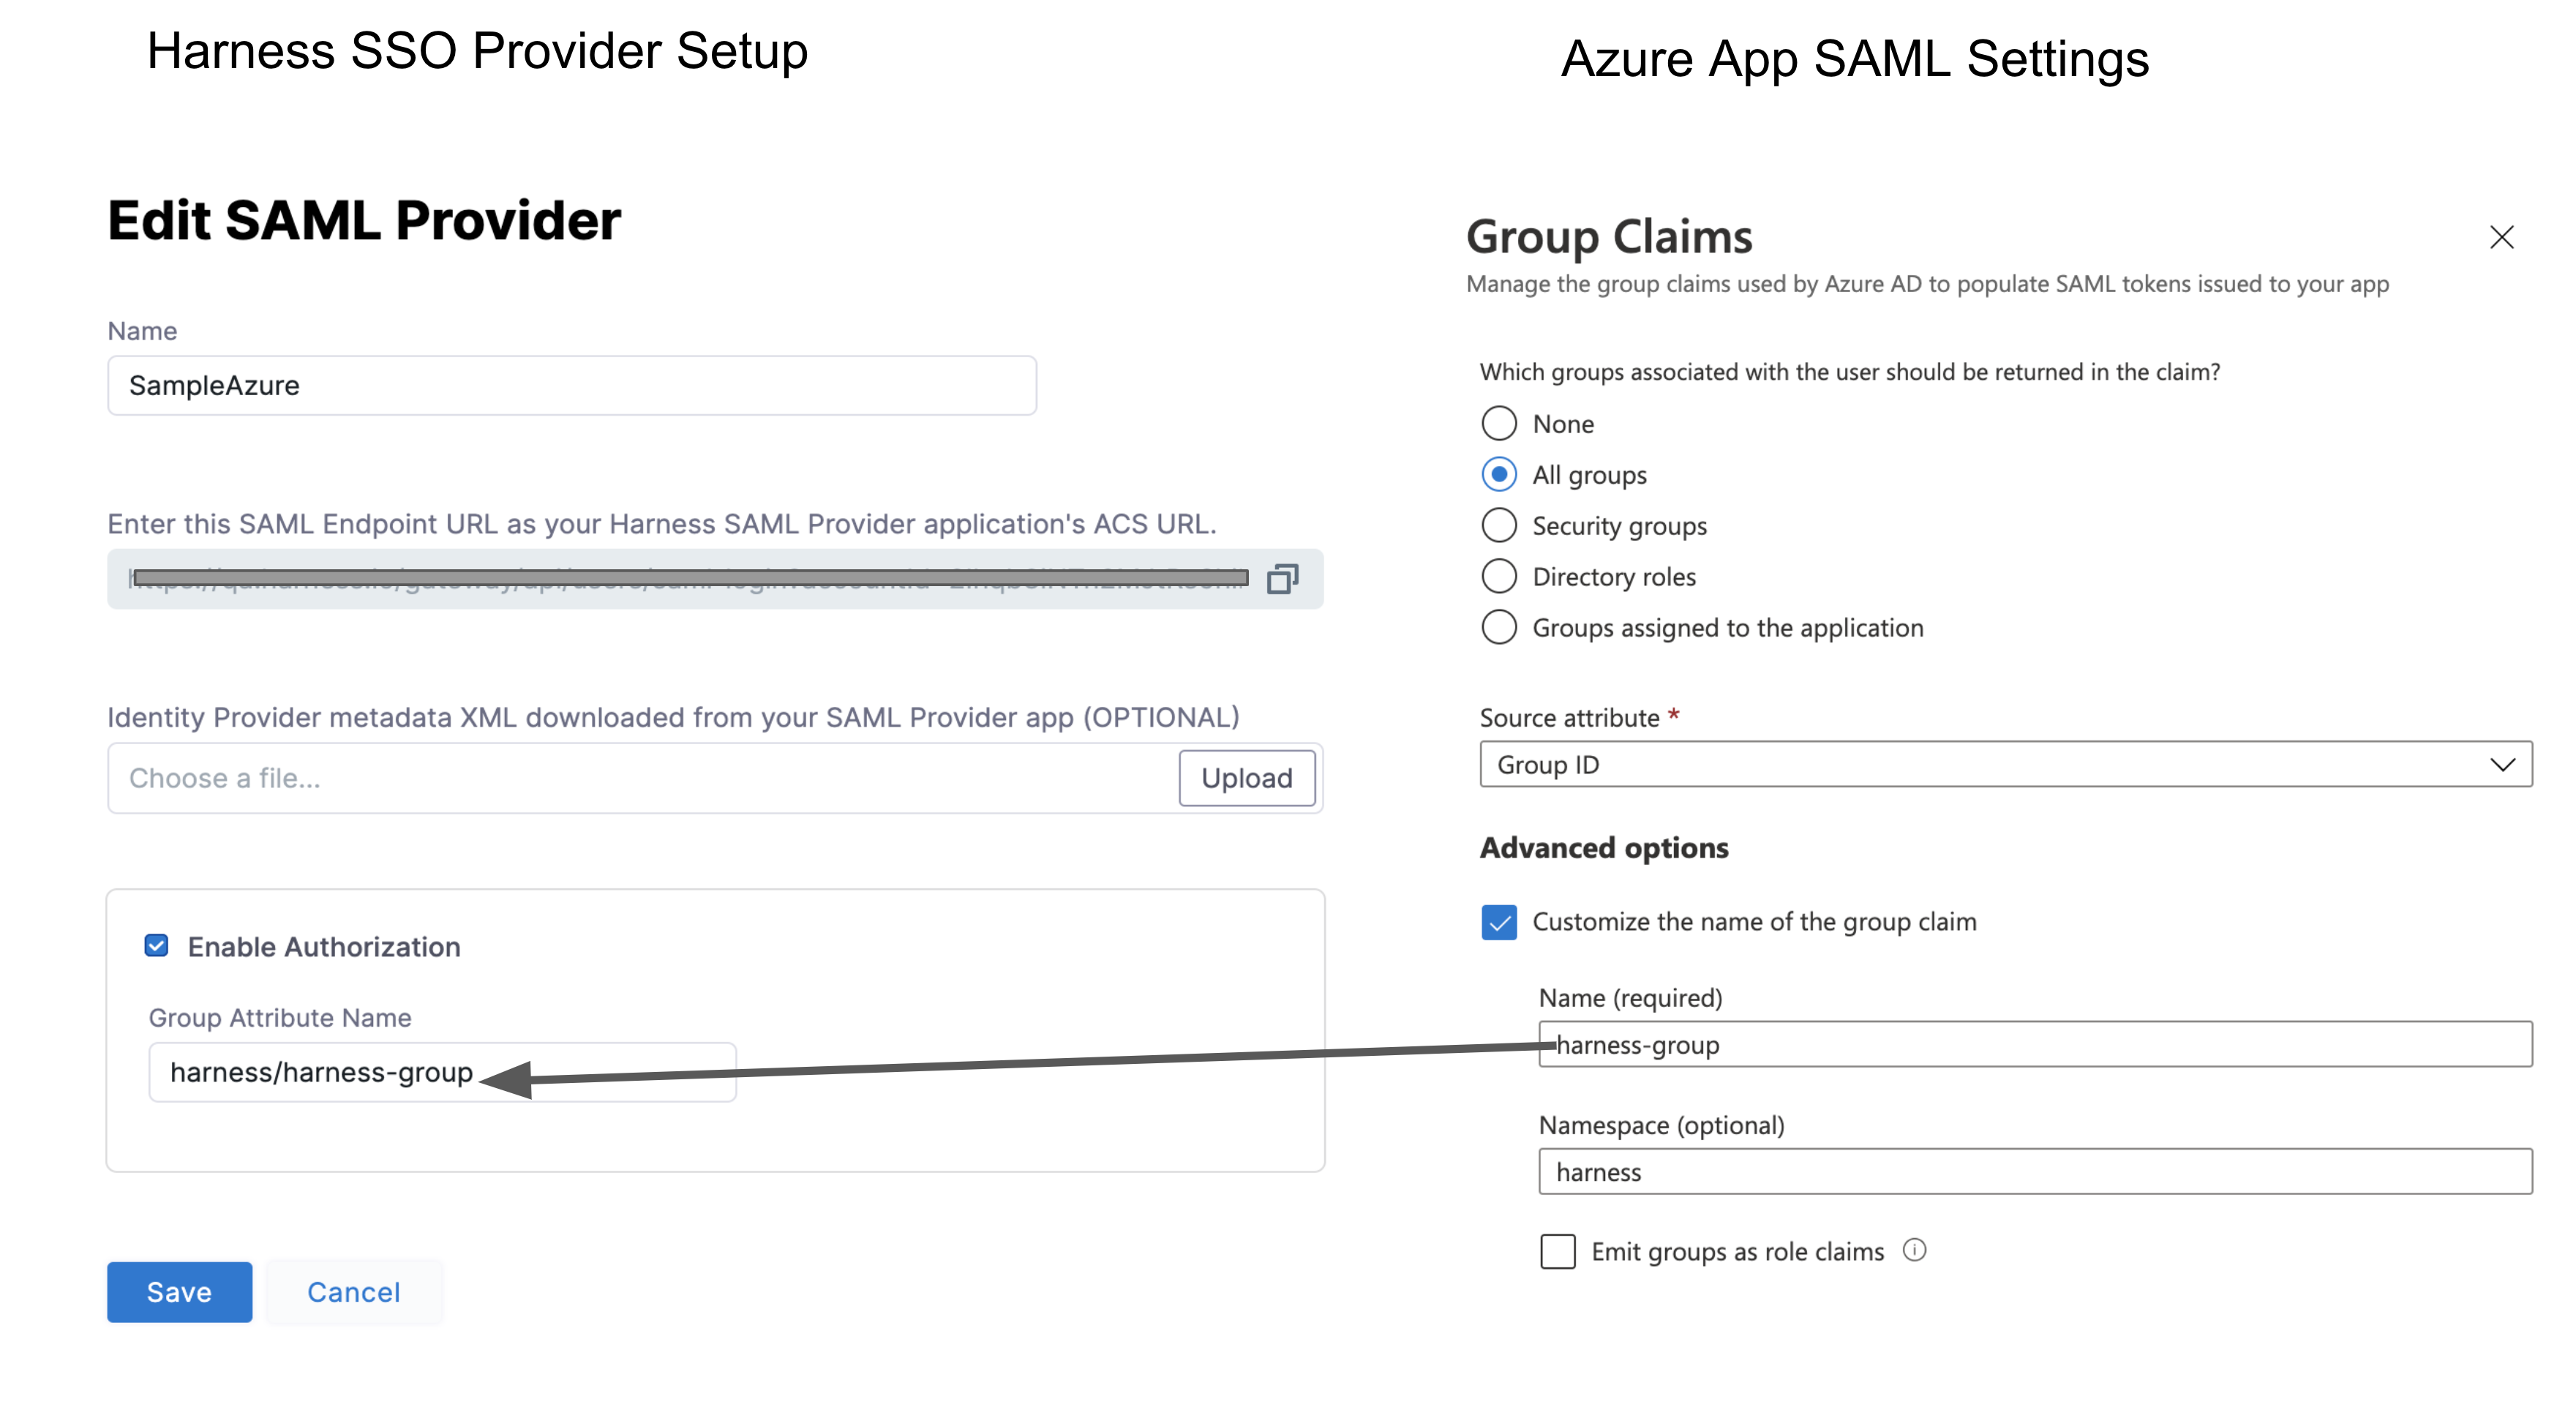 Harness SSO Provider Setup
Edit SAML Provider
Name
SampleAzure
Enter this SAML Endpoint URL as your Harness SAML Provider application's ACS URL.
Identity Provider metadata XML downloaded from your SAML Provider app (OPTIONAL)
Choose a file...
Upload
Enable Authorization
Group Attribute Name
harness/harness-group
Save
Cancel
Azure App SAML Settings
Group Claims
Manage the group claims used by Azure AD to populate SAML tokens issued to your app
Which groups associated with the user should be returned in the claim?
None
All groups
Security groups
Directory roles
Groups assigned to the application
Source attribute *
Group ID
Advanced options
Customize the name of the group claim
Name (required)
harness-group
Namespace (optional)
harness
Emit groups as role claims